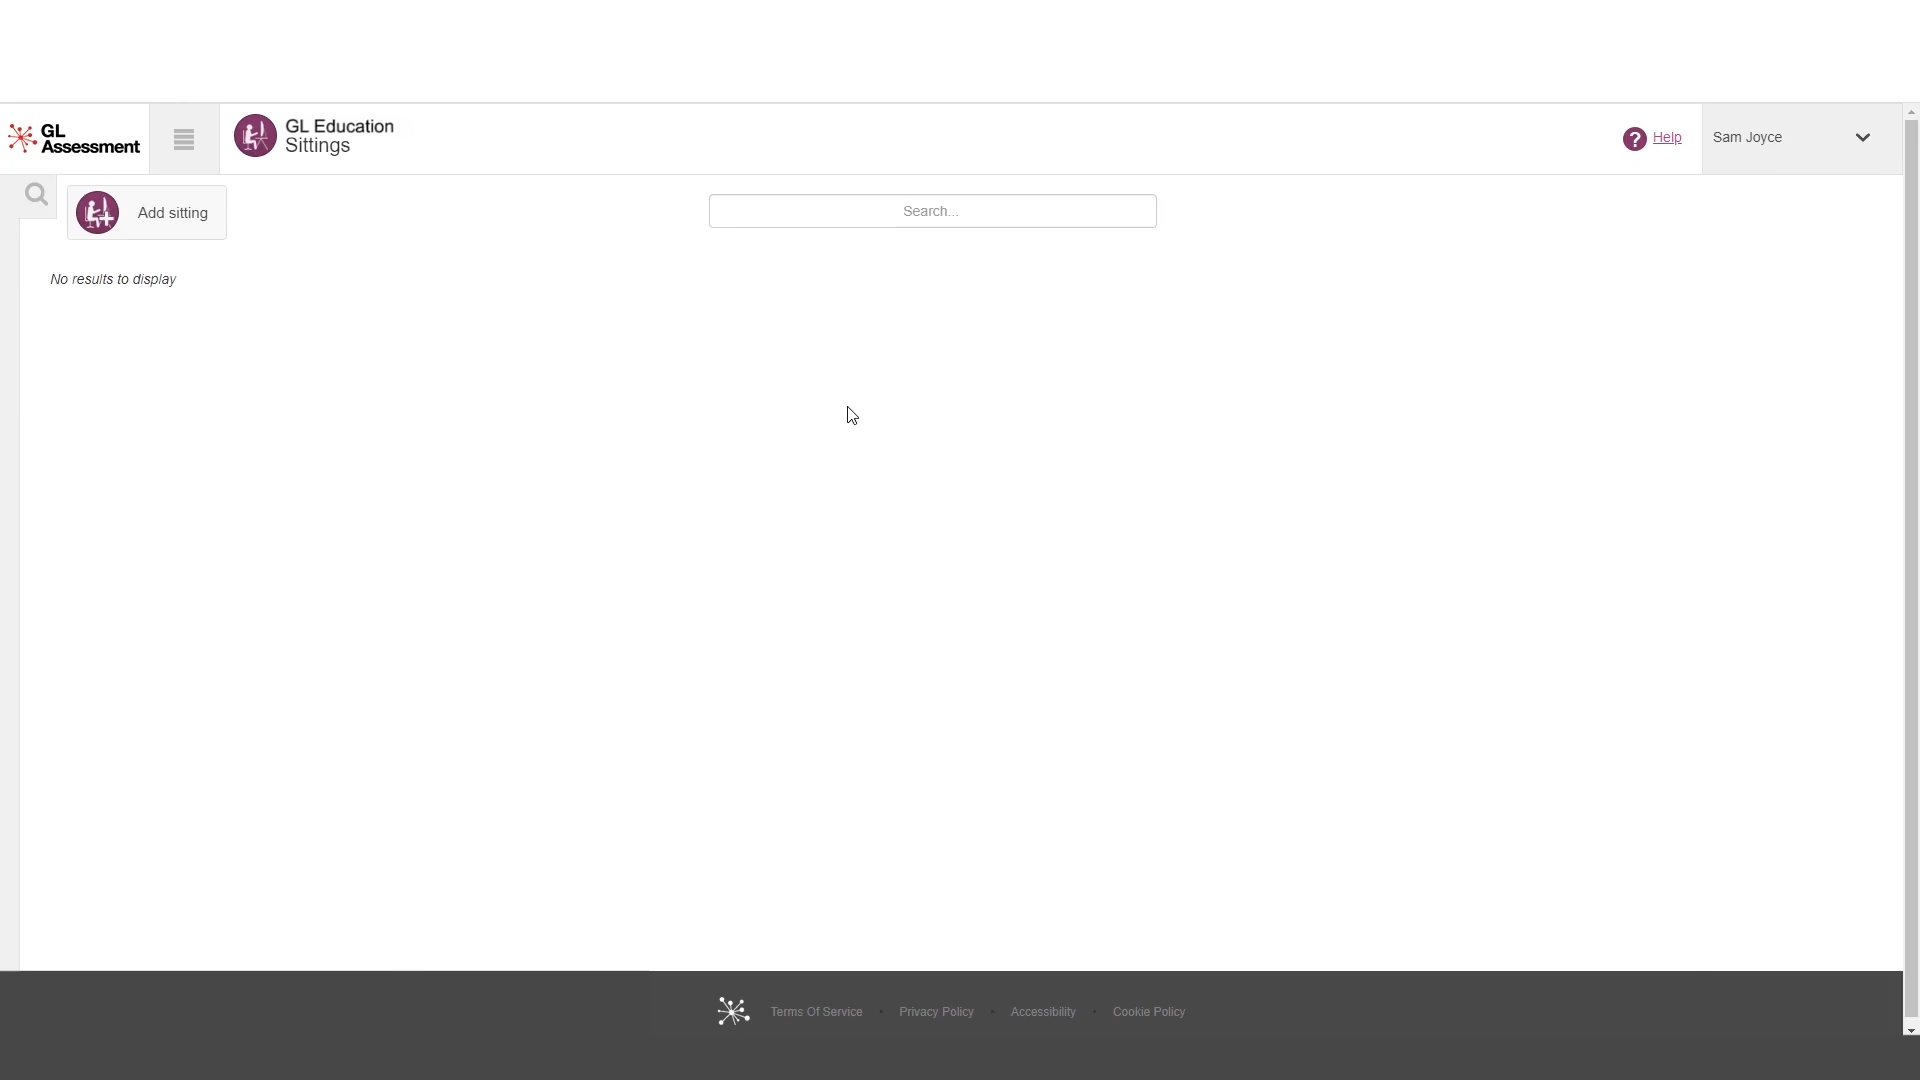 GL
Assessment
GL Education
Sittings
? Help
Sam Joyce
Add sitting
Search...
No results to display
Terms Of Service · Privacy Policy · Accessibility · Cookie Policy